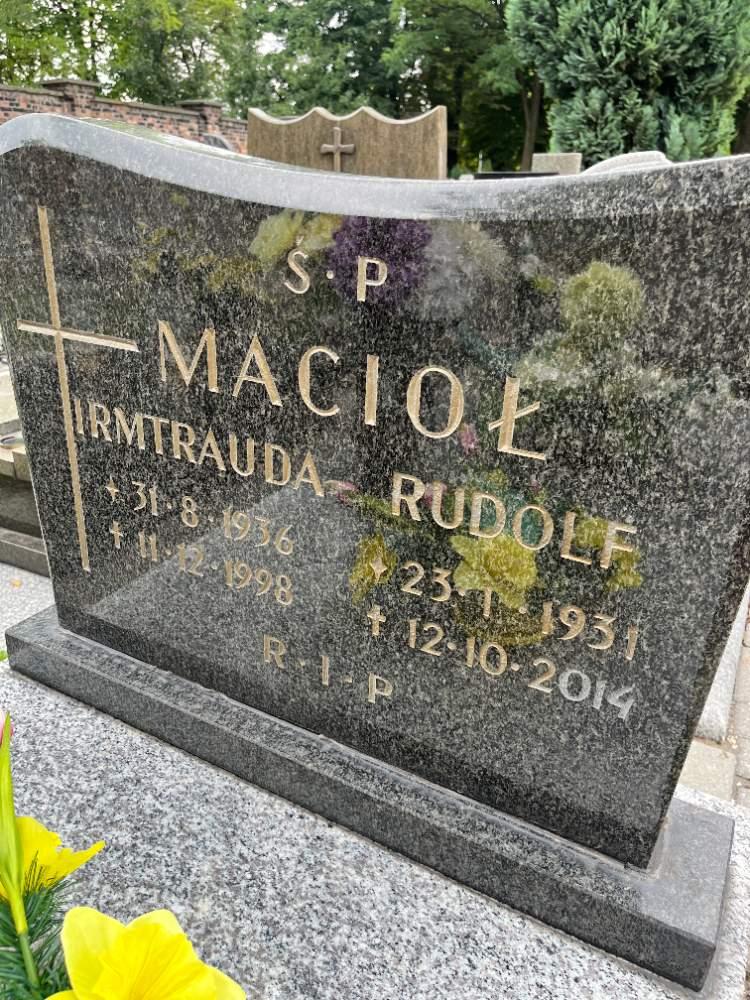 Ś·P
MACIOŁ
IRMTRAUDA
31·8·1936
11·12·1998
RUDOLF
23·1·1931
12·10·2014
R·I·P